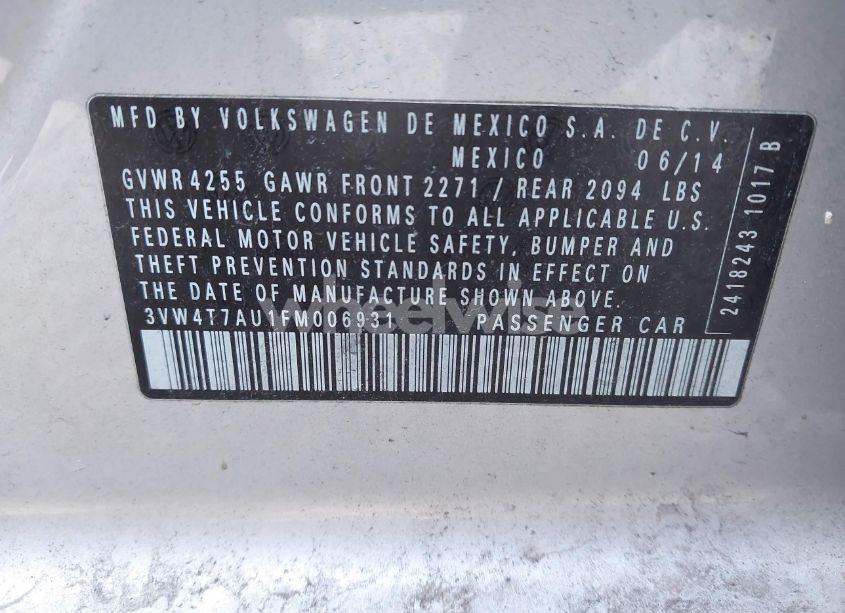 MFD BY VOLKSWAGEN DE MEXICO S.A. DE C.V.
MEXICO 06/14
GVWR 4255 GAWR FRONT 2271 / REAR 2094 LBS
THIS VEHICLE CONFORMS TO ALL APPLICABLE U.S.
FEDERAL MOTOR VEHICLE SAFETY, BUMPER AND
THEFT PREVENTION STANDARDS IN EFFECT ON
THE DATE OF MANUFACTURE SHOWN ABOVE.
3VW4T7AU1FM006931 PASSENGER CAR
2418243 1017 B
wheelwise